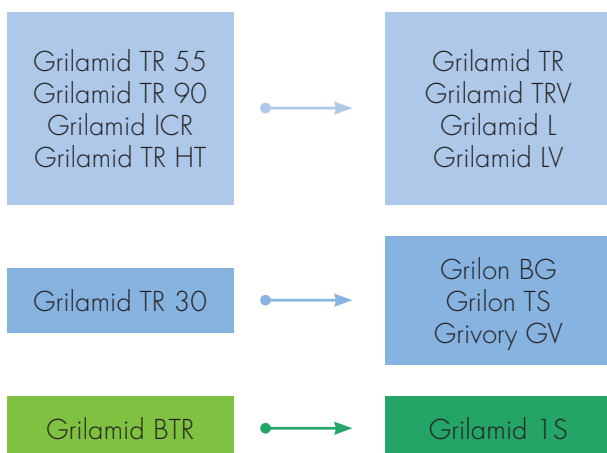 Grilamid TR 55
Grilamid TR 90
Grilamid ICR
Grilamid TR HT
Grilamid TR
Grilamid TRV
Grilamid L
Grilamid LV
Grilamid TR 30
Grilon BG
Grilon TS
Grivory GV
Grilamid BTR
Grilamid 1S